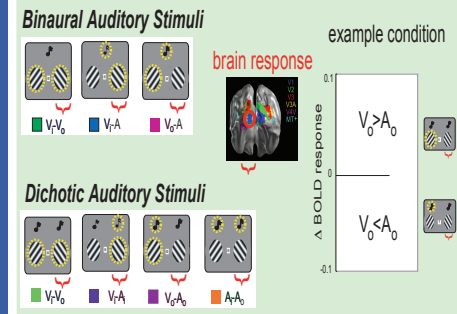 Binaural Auditory Stimuli
Vi-Vo
Vi-A
Vo-A
brain response
V1
V2
V3
V3A
V4V
MT+
example condition
Δ BOLD response
0.1
Vo>Ao
0
Vo<Ao
-0.1
Dichotic Auditory Stimuli
Vi-Vo
Vi-Ai
Vo-Ao
Ai-Ao